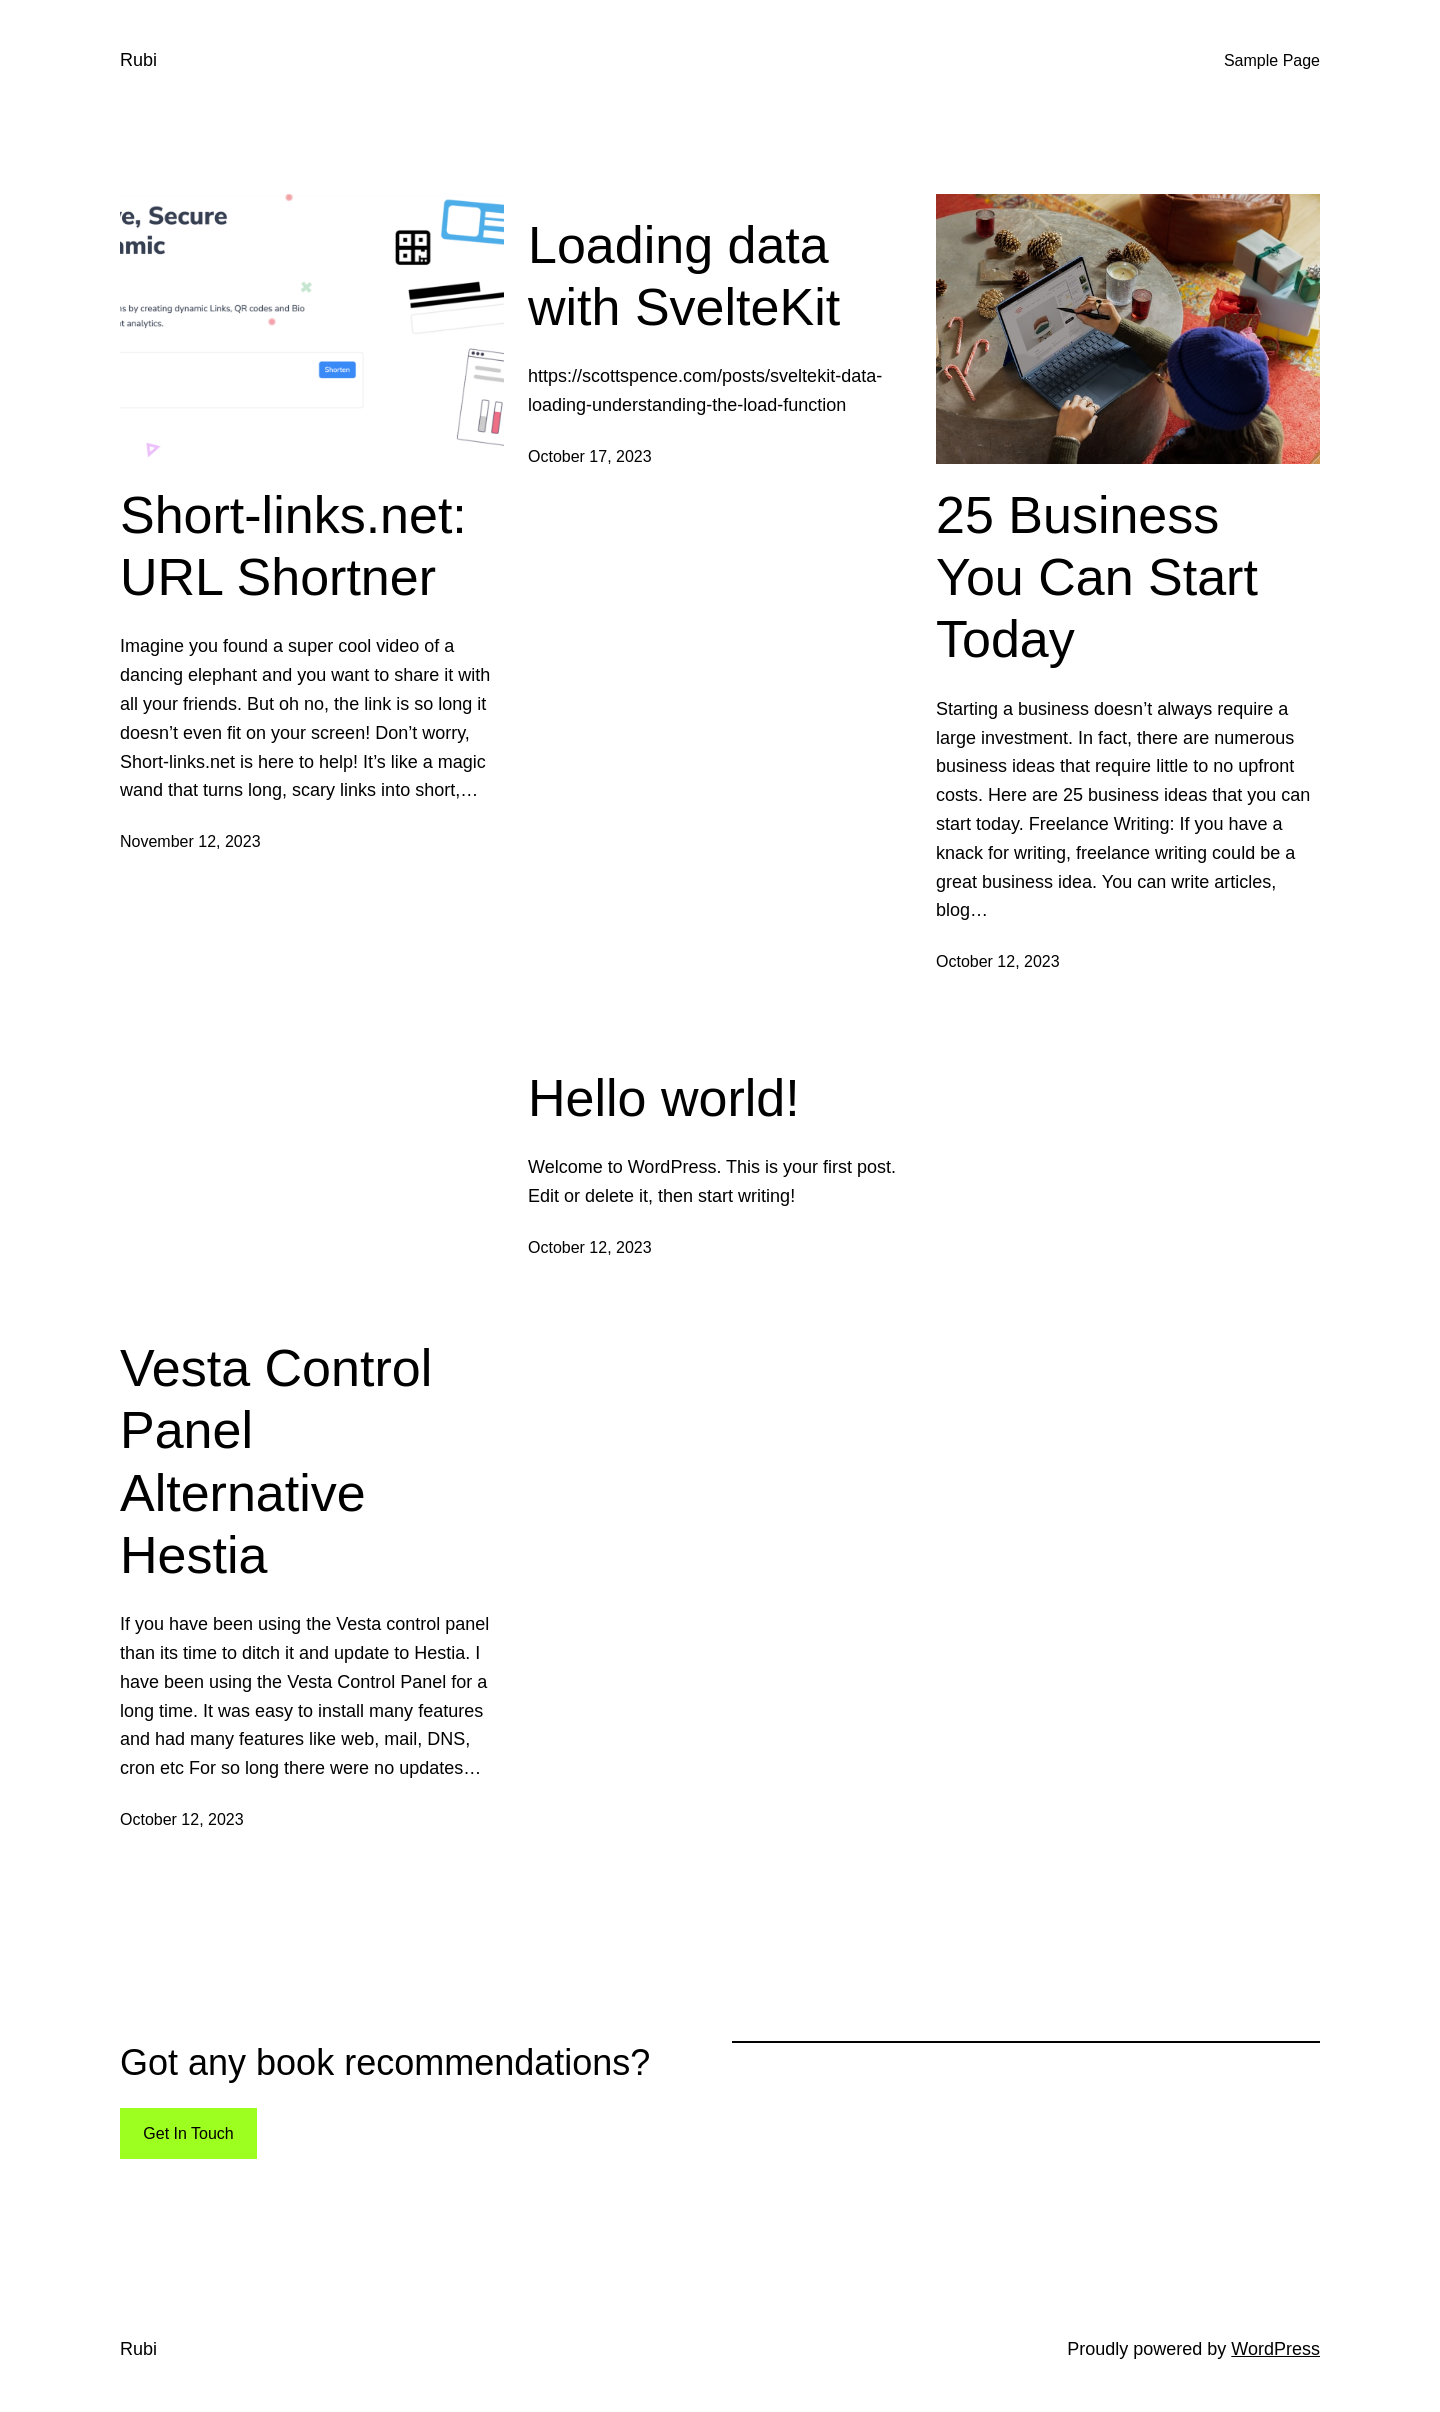 Rubi
Sample Page
ve, Secure
amic
ns by creating dynamic Links, QR codes and Bio
nt analytics.
Shorten
Short-links.net:
URL Shortner
Imagine you found a super cool video of a
dancing elephant and you want to share it with
all your friends. But oh no, the link is so long it
doesn’t even fit on your screen! Don’t worry,
Short-links.net is here to help! It’s like a magic
wand that turns long, scary links into short,…
November 12, 2023
Loading data
with SvelteKit
https://scottspence.com/posts/sveltekit-data-
loading-understanding-the-load-function
October 17, 2023
25 Business
You Can Start
Today
Starting a business doesn’t always require a
large investment. In fact, there are numerous
business ideas that require little to no upfront
costs. Here are 25 business ideas that you can
start today. Freelance Writing: If you have a
knack for writing, freelance writing could be a
great business idea. You can write articles,
blog…
October 12, 2023
Hello world!
Welcome to WordPress. This is your first post.
Edit or delete it, then start writing!
October 12, 2023
Vesta Control
Panel
Alternative
Hestia
If you have been using the Vesta control panel
than its time to ditch it and update to Hestia. I
have been using the Vesta Control Panel for a
long time. It was easy to install many features
and had many features like web, mail, DNS,
cron etc For so long there were no updates…
October 12, 2023
Got any book recommendations?
Get In Touch
Rubi
Proudly powered by WordPress